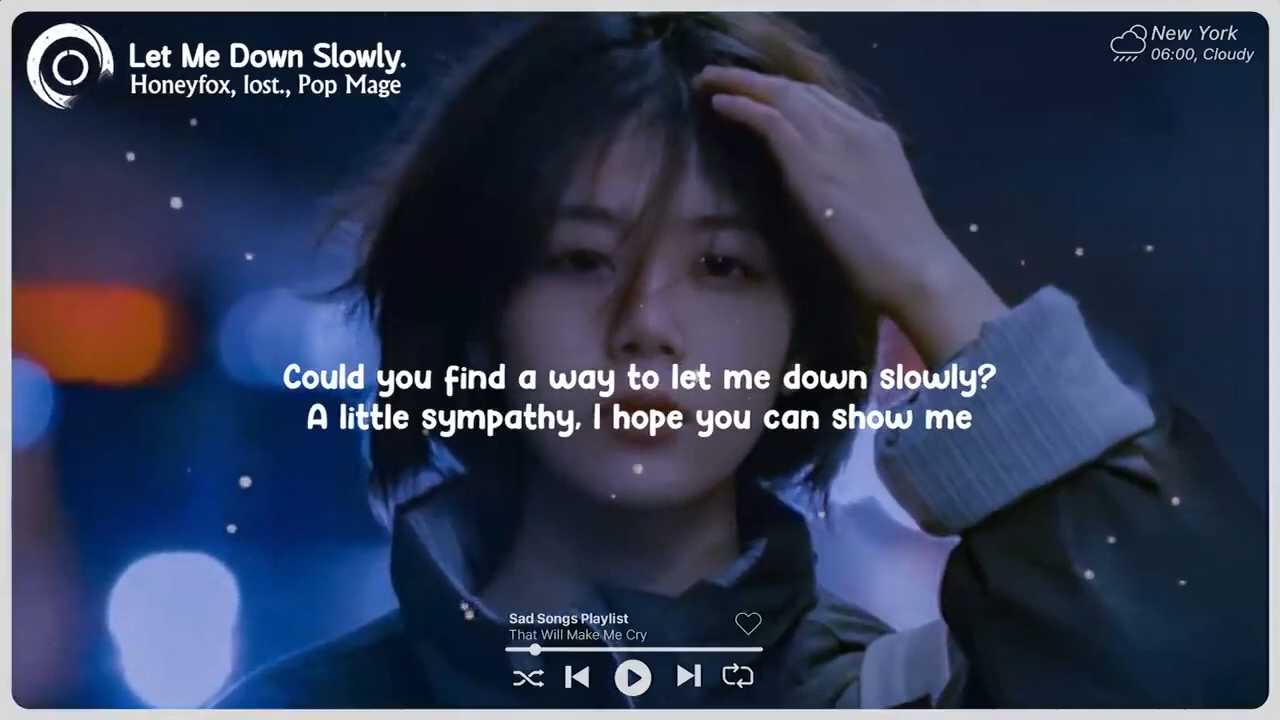 Let Me Down Slowly.
Honeyfox, lost., Pop Mage
New York
06:00, Cloudy
Could you find a way to let me down slowly?
A little sympathy, I hope you can show me
Sad Songs Playlist
That Will Make Me Cry